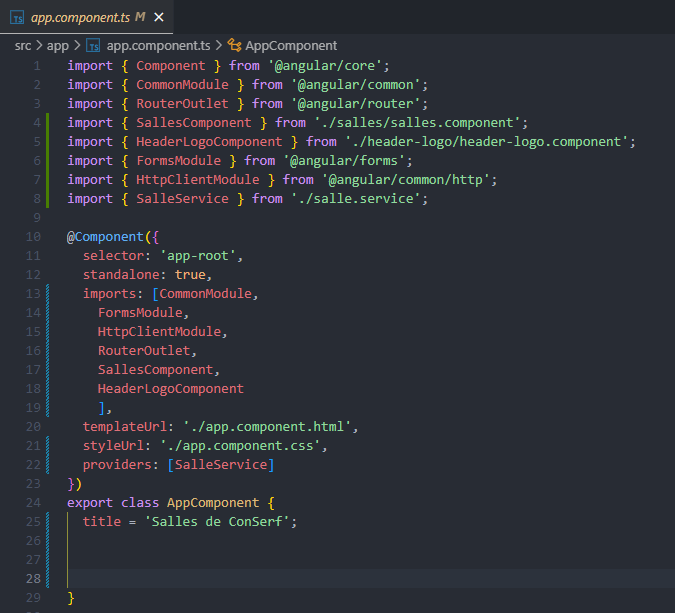 TS app.component.ts M ✕
src > app > TS app.component.ts > AppComponent
1 import { Component } from '@angular/core';
2 import { CommonModule } from '@angular/common';
3 import { RouterOutlet } from '@angular/router';
4 import { SallesComponent } from './salles/salles.component';
5 import { HeaderLogoComponent } from './header-logo/header-logo.component';
6 import { FormsModule } from '@angular/forms';
7 import { HttpClientModule } from '@angular/common/http';
8 import { SalleService } from './salle.service';
9
10 @Component({
11   selector: 'app-root',
12   standalone: true,
13   imports: [CommonModule,
14     FormsModule,
15     HttpClientModule,
16     RouterOutlet,
17     SallesComponent,
18     HeaderLogoComponent
19     ],
20   templateUrl: './app.component.html',
21   styleUrl: './app.component.css',
22   providers: [SalleService]
23 })
24 export class AppComponent {
25   title = 'Salles de ConSerf';
26
27
28
29 }